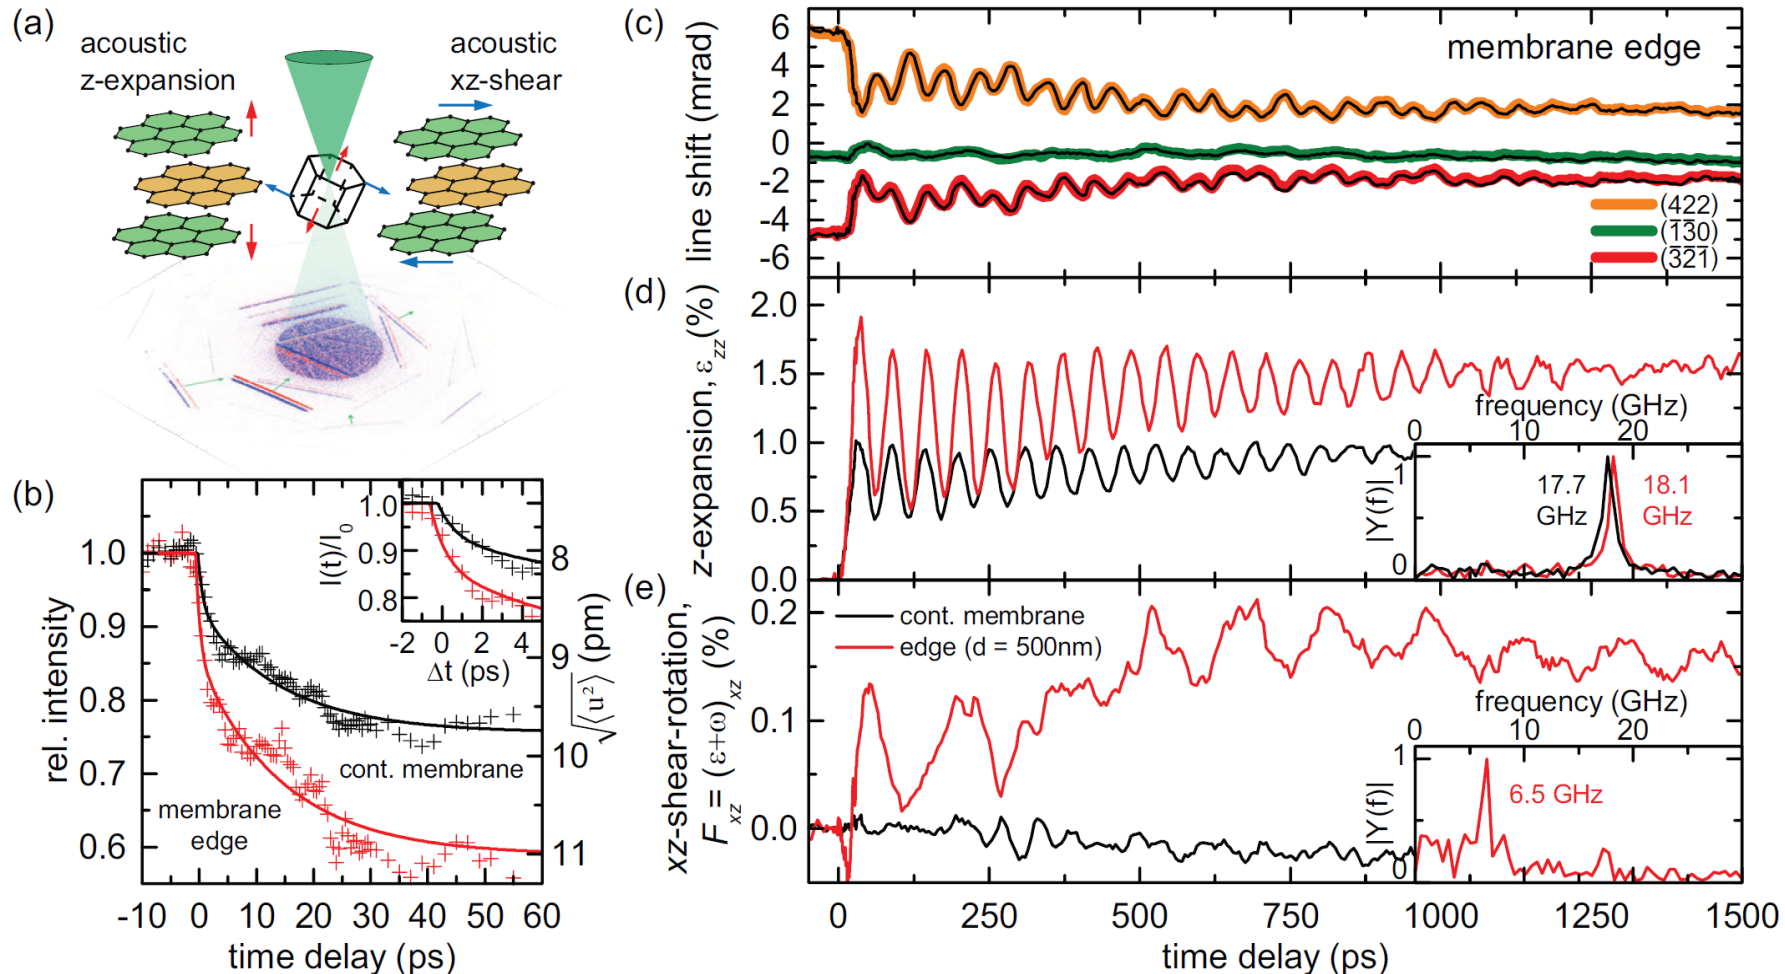 (a)
acoustic
z-expansion
acoustic
xz-shear
(b)
rel. intensity
1.0
0.9
0.8
0.7
0.6
-10 0 10 20 30 40 50 60
time delay (ps)
√⟨u²⟩ (pm)
8
9
10
11
cont. membrane
membrane
edge
I(t)/I₀
1.0
0.9
0.8
-2 0 2 4
Δt (ps)
(c)
line shift (mrad)
6
4
2
0
-2
-4
-6
membrane edge
(422)
(1̅30)
(3̅2̅1̅)
(d)
z-expansion, εzz(%)
2.0
1.5
1.0
0.5
0.0
frequency (GHz)
0 10 20
|Y(f)|
1
0
17.7
GHz
18.1
GHz
(e)
xz-shear-rotation,
Fxz = (ε+ω)xz (%)
0.2
0.1
0.0
cont. membrane
edge (d = 500nm)
frequency (GHz)
0 10 20
|Y(f)|
1
0
6.5 GHz
0 250 500 750 1000 1250 1500
time delay (ps)